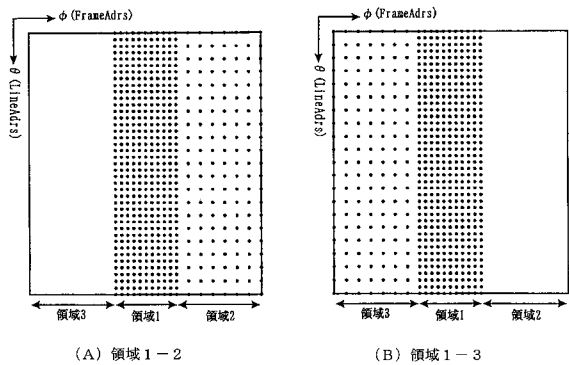 φ(FrameAdrs)
θ(LineAdrs)
領域3
領域1
領域2
(A) 領域1-2
φ(FrameAdrs)
θ(LineAdrs)
領域3
領域1
領域2
(B) 領域1-3